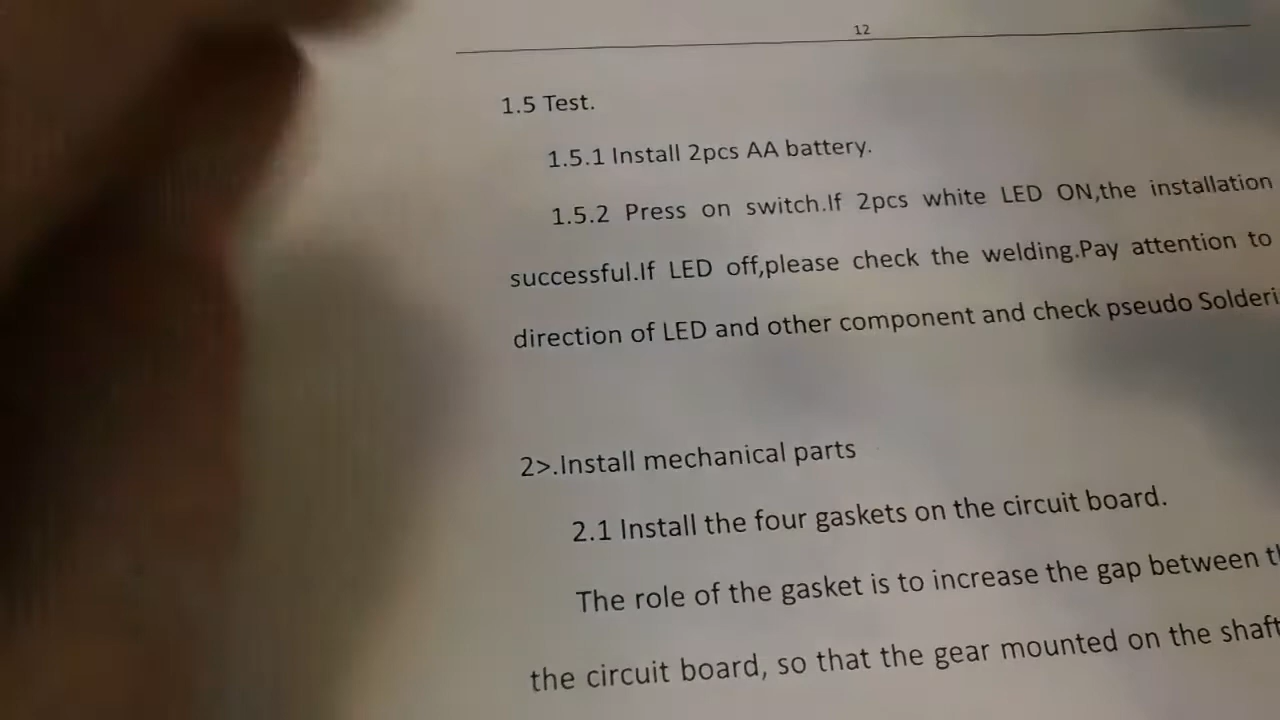 12
1.5 Test.
1.5.1 Install 2pcs AA battery.
1.5.2 Press on switch.If 2pcs white LED ON,the installation
successful.If LED off,please check the welding.Pay attention to
direction of LED and other component and check pseudo Solderi
2>.Install mechanical parts
2.1 Install the four gaskets on the circuit board.
The role of the gasket is to increase the gap between th
the circuit board, so that the gear mounted on the shaft